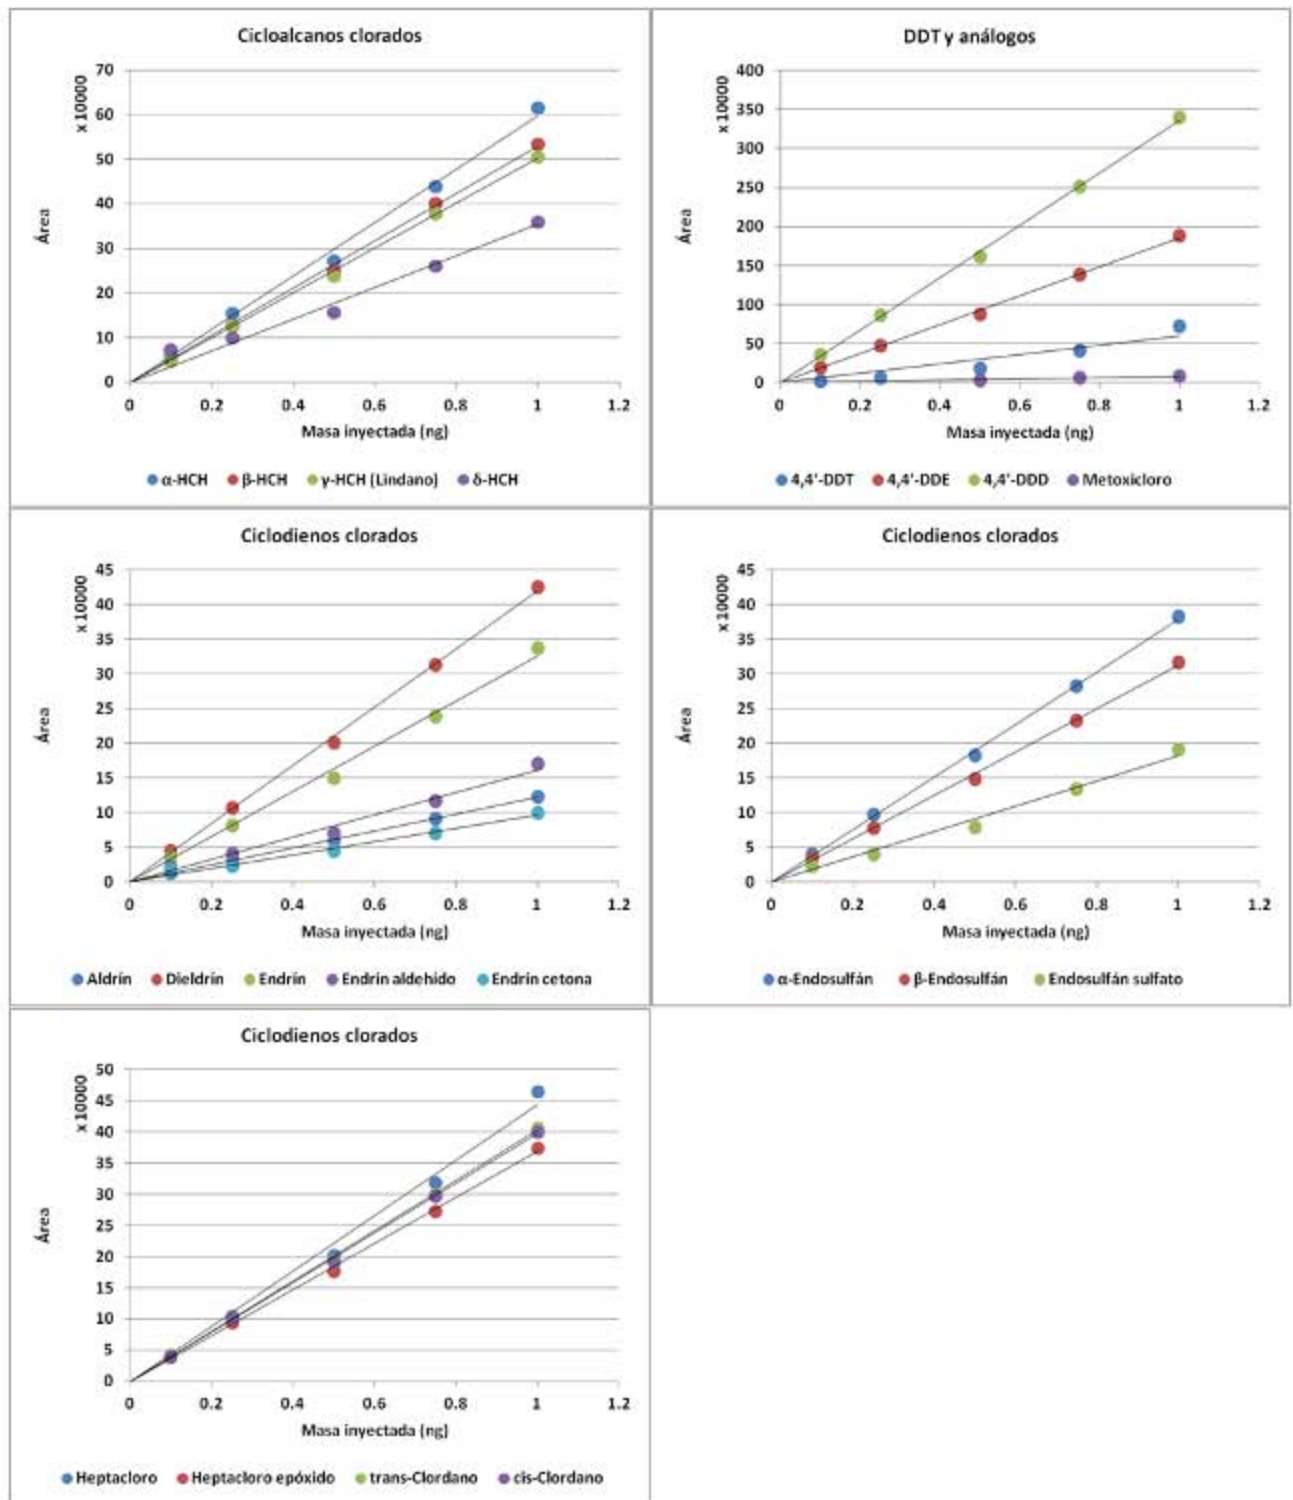 Cicloalcanos clorados
x 10000
70
60
50
40
30
20
10
0
Área
0 0.2 0.4 0.6 0.8 1 1.2
Masa inyectada (ng)
α-HCH β-HCH γ-HCH (Lindano) δ-HCH
DDT y análogos
x 10000
400
350
300
250
200
150
100
50
0
Área
0 0.2 0.4 0.6 0.8 1 1.2
Masa inyectada (ng)
4,4'-DDT 4,4'-DDE 4,4'-DDD Metoxicloro
Ciclodienos clorados
x 10000
45
40
35
30
25
20
15
10
5
0
Área
0 0.2 0.4 0.6 0.8 1 1.2
Masa inyectada (ng)
Aldrín Dieldrín Endrín Endrín aldehido Endrín cetona
Ciclodienos clorados
x 10000
45
40
35
30
25
20
15
10
5
0
Área
0 0.2 0.4 0.6 0.8 1 1.2
Masa inyectada (ng)
α-Endosulfán β-Endosulfán Endosulfán sulfato
Ciclodienos clorados
x 10000
50
45
40
35
30
25
20
15
10
5
0
Área
0 0.2 0.4 0.6 0.8 1 1.2
Masa inyectada (ng)
Heptacloro Heptacloro epóxido trans-Clordano cis-Clordano